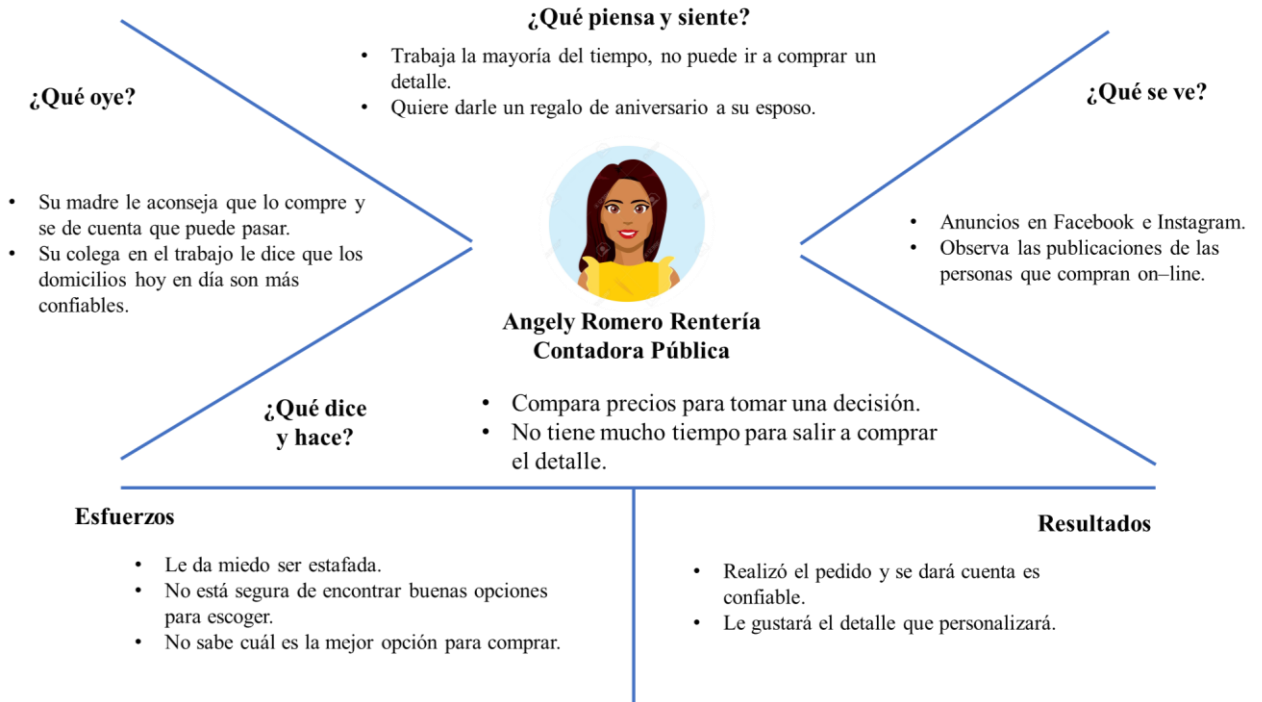 ¿Qué piensa y siente?
• Trabaja la mayoría del tiempo, no puede ir a comprar un
detalle.
• Quiere darle un regalo de aniversario a su esposo.
¿Qué oye?
• Su madre le aconseja que lo compre y
se de cuenta que puede pasar.
• Su colega en el trabajo le dice que los
domicilios hoy en día son más
confiables.
¿Qué se ve?
• Anuncios en Facebook e Instagram.
• Observa las publicaciones de las
personas que compran on–line.
Angely Romero Rentería
Contadora Pública
¿Qué dice
y hace?
• Compara precios para tomar una decisión.
• No tiene mucho tiempo para salir a comprar
el detalle.
Esfuerzos
• Le da miedo ser estafada.
• No está segura de encontrar buenas opciones
para escoger.
• No sabe cuál es la mejor opción para comprar.
Resultados
• Realizó el pedido y se dará cuenta es
confiable.
• Le gustará el detalle que personalizará.